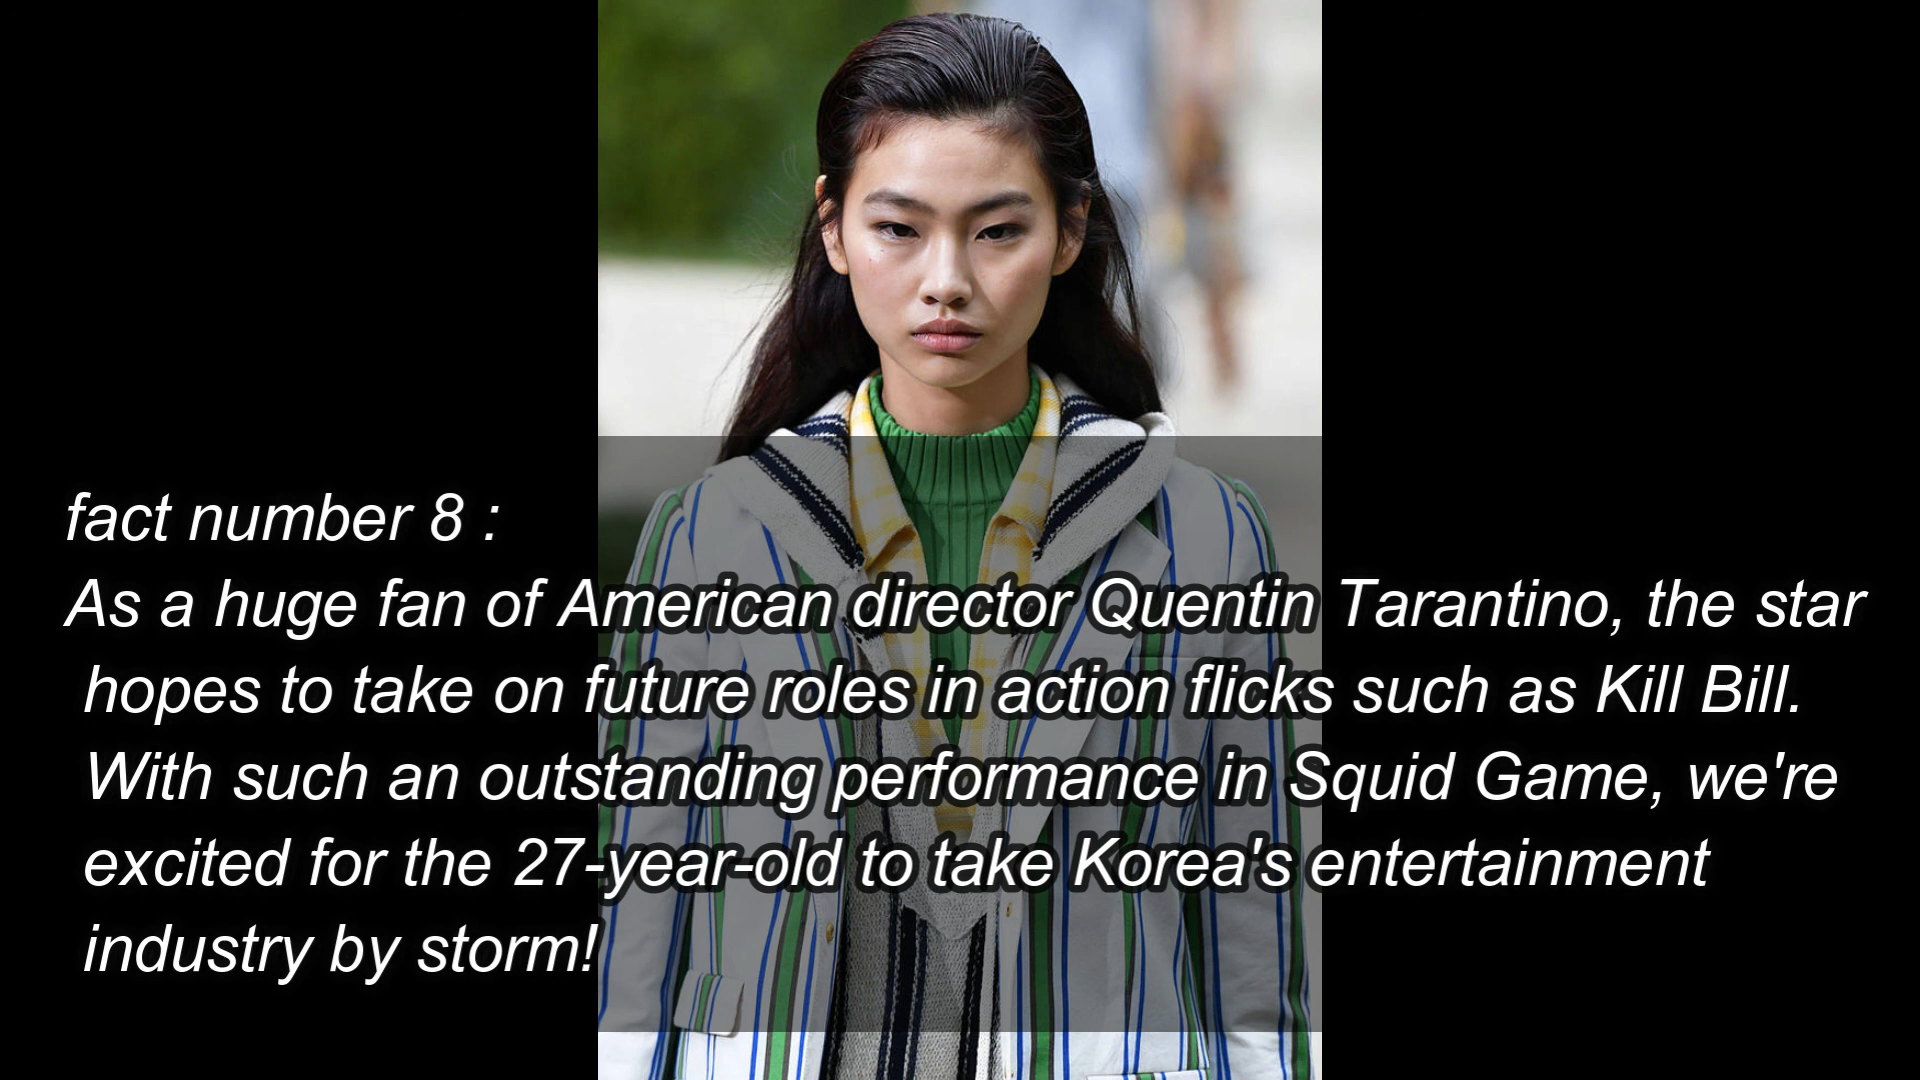 fact number 8 :
As a huge fan of American director Quentin Tarantino, the star
hopes to take on future roles in action flicks such as Kill Bill.
With such an outstanding performance in Squid Game, we're
excited for the 27-year-old to take Korea's entertainment
industry by storm!